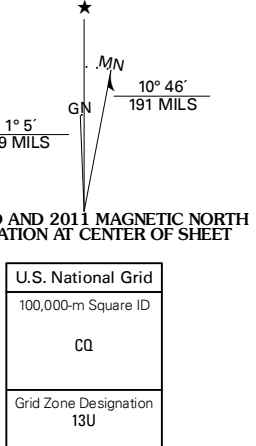 ★
MN
GN
10° 46´
191 MILS
1° 5´
9 MILS
AND 2011 MAGNETIC NORTH
ATION AT CENTER OF SHEET
U.S. National Grid
100,000-m Square ID
CQ
Grid Zone Designation
13U